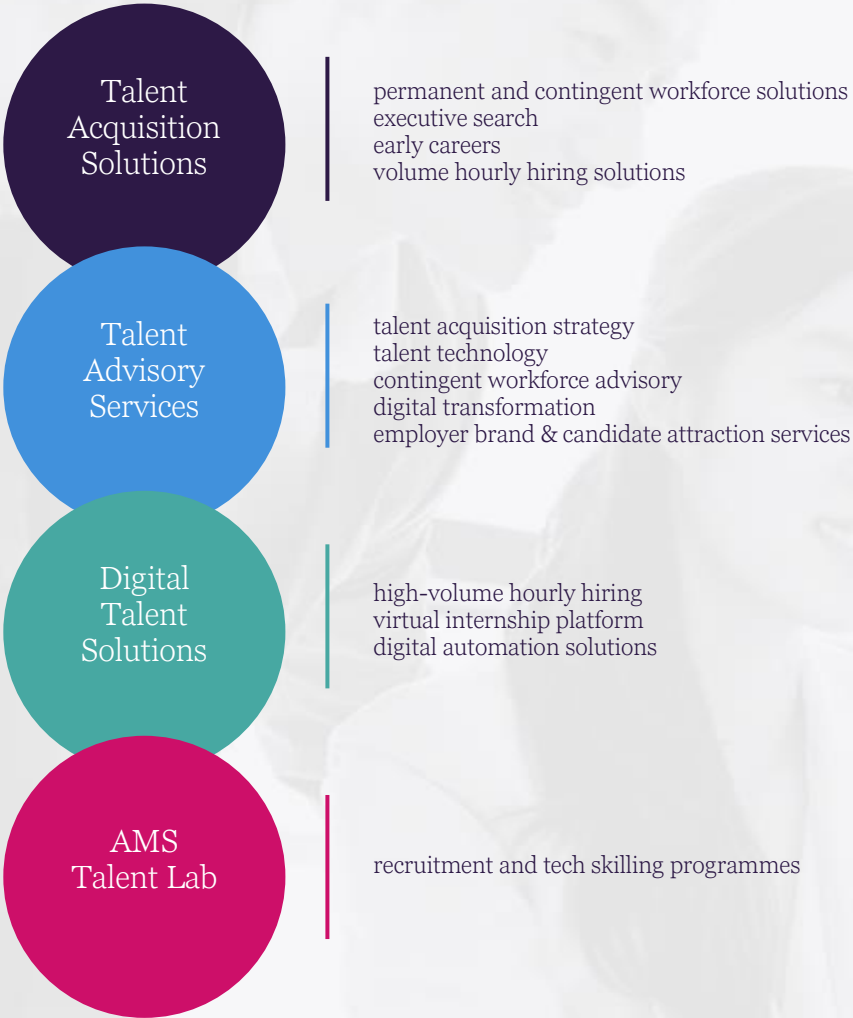 Talent
Acquisition
Solutions
permanent and contingent workforce solutions
executive search
early careers
volume hourly hiring solutions
Talent
Advisory
Services
talent acquisition strategy
talent technology
contingent workforce advisory
digital transformation
employer brand & candidate attraction services
Digital
Talent
Solutions
high-volume hourly hiring
virtual internship platform
digital automation solutions
AMS
Talent Lab
recruitment and tech skilling programmes